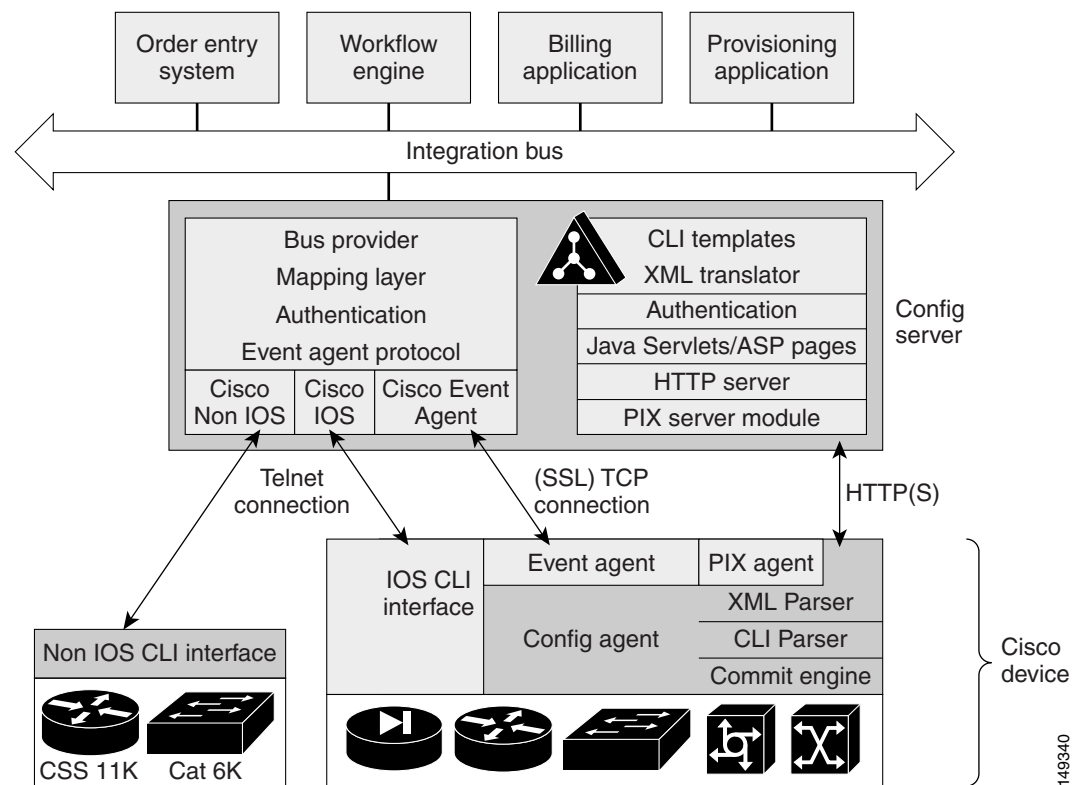 Order entry
system
Workflow
engine
Billing
application
Provisioning
application
Integration bus
Bus provider
Mapping layer
Authentication
Event agent protocol
Cisco
Non IOS
Cisco
IOS
Cisco Event
Agent
CLI templates
XML translator
Authentication
Java Servlets/ASP pages
HTTP server
PIX server module
Config
server
Telnet
connection
(SSL) TCP
connection
HTTP(S)
IOS CLI
interface
Event agent
PIX agent
Config agent
XML Parser
CLI Parser
Commit engine
Non IOS CLI interface
CSS 11K
Cat 6K
Cisco
device
149340